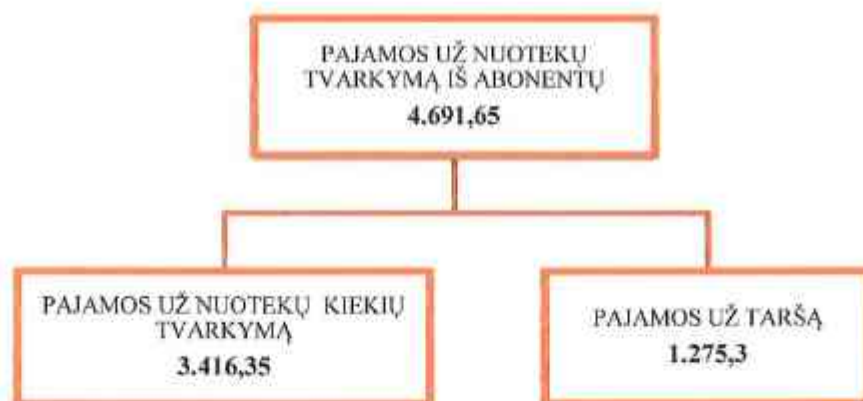 PAJAMOS UŽ NUOTEKŲ
TVARKYMĄ IŠ ABONENTŲ
4.691,65
PAJAMOS UŽ NUOTEKŲ KIEKIŲ
TVARKYMĄ
3.416,35
PAJAMOS UŽ TARŠĄ
1.275,3